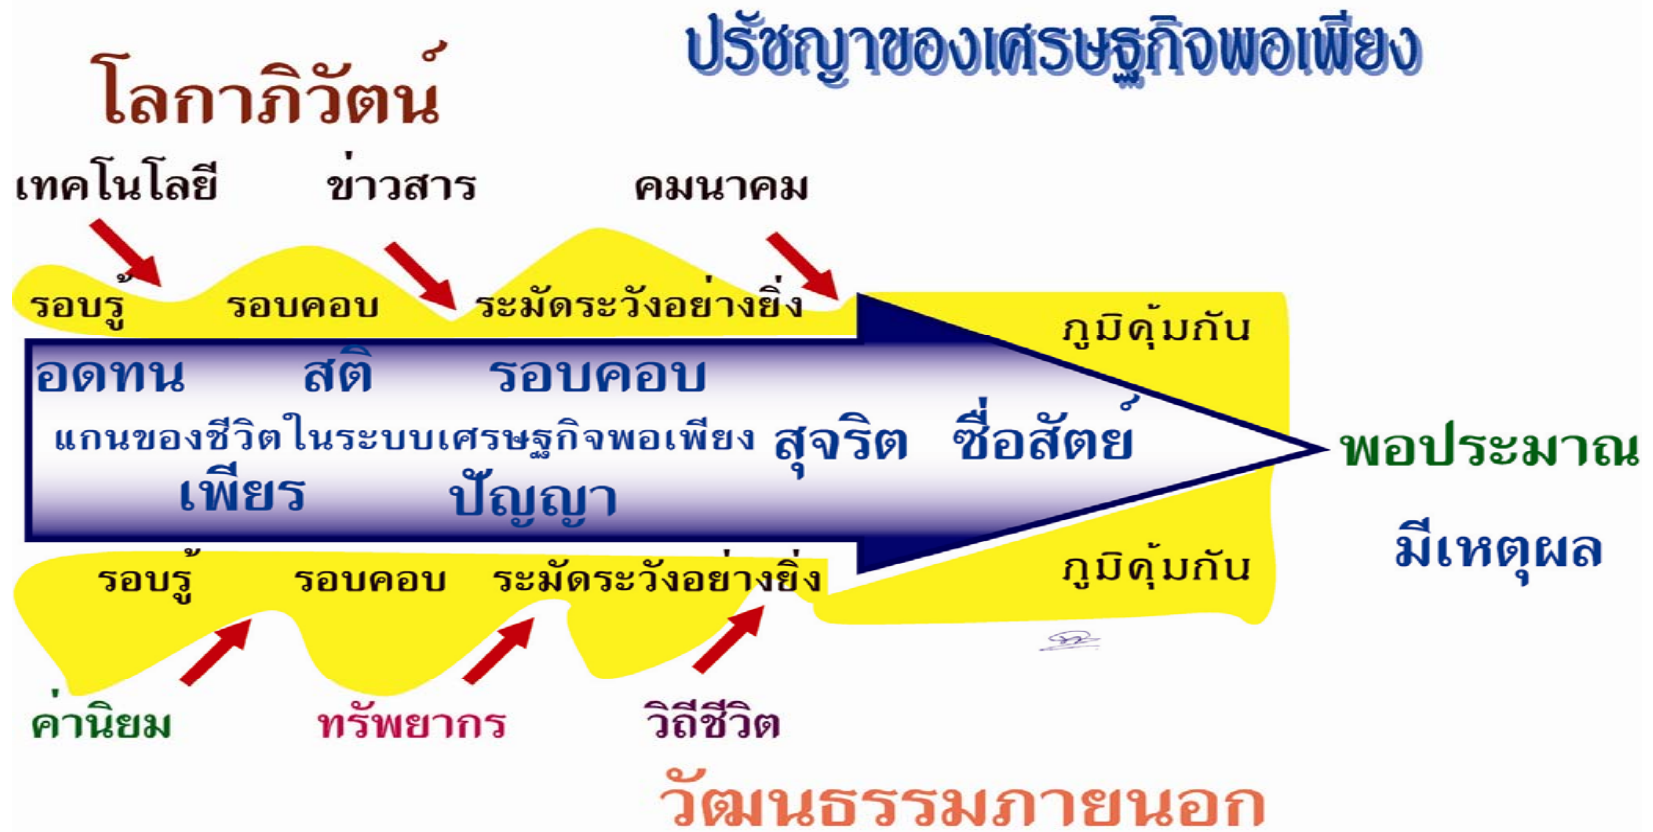 ปรัชญาของเศรษฐกิจพอเพียง
โลกาภิวัตน์
เทคโนโลยี ข่าวสาร คมนาคม
รอบรู้ รอบคอบ ระมัดระวังอย่างยิ่ง
ภูมิคุ้มกัน
อดทน สติ รอบคอบ
แกนของชีวิตในระบบเศรษฐกิจพอเพียง สุจริต ซื่อสัตย์
พอประมาณ
เพียร ปัญญา
มีเหตุผล
รอบรู้ รอบคอบ ระมัดระวังอย่างยิ่ง ภูมิคุ้มกัน
ค่านิยม ทรัพยากร วิถีชีวิต
วัฒนธรรมภายนอก